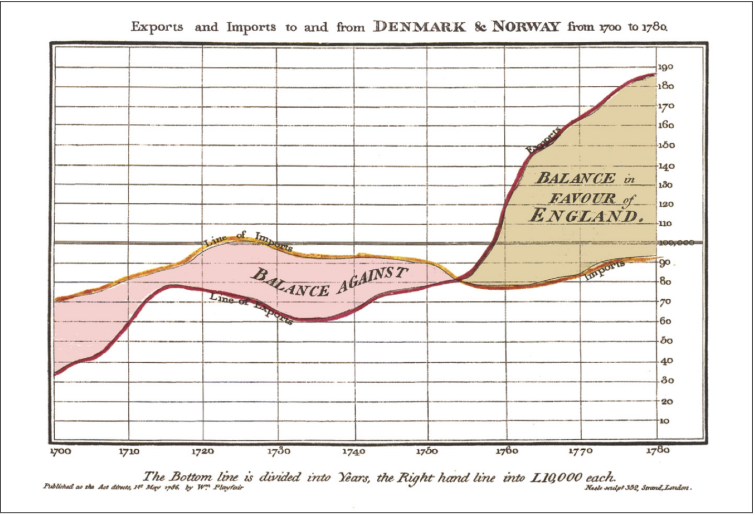 Exports and Imports to and from DENMARK & NORWAY from 1700 to 1780.
190
180
170
160
150
140
130
120
110
100,000
90
80
70
60
50
40
30
20
10
Exports
BALANCE in
FAVOUR of
ENGLAND.
Line of Imports
BALANCE AGAINST
Imports
Line of Exports
1700 1710 1720 1730 1740 1750 1760 1770 1780
The Bottom line is divided into Years, the Right hand line into L10,000 each.
Published as the Act directs, 1st May 1786, by Wm. Playfair
Neele sculpt. 352, Strand, London.